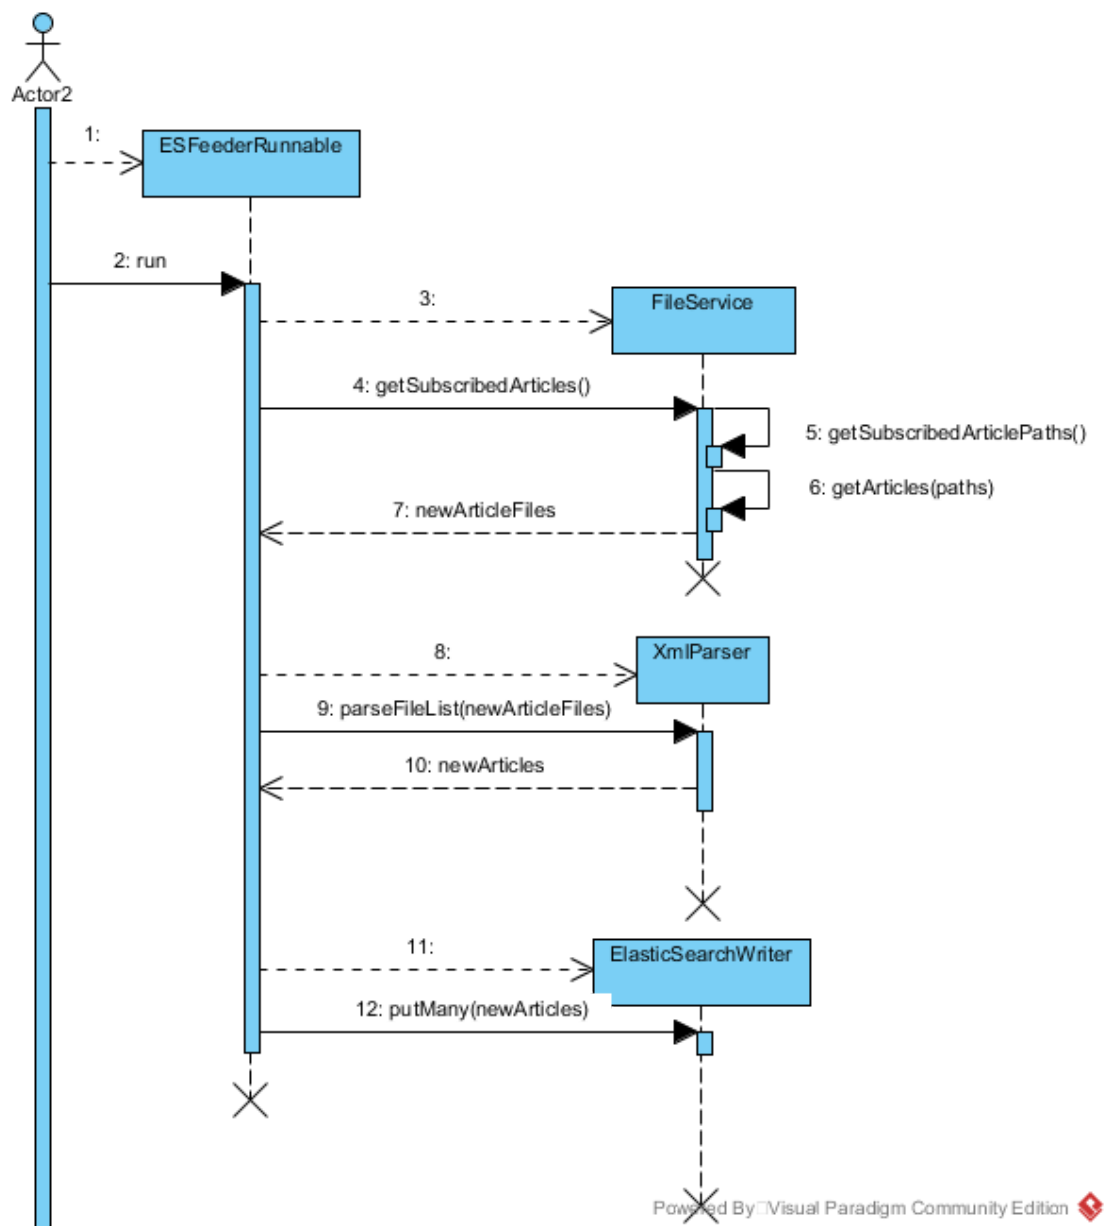 Actor2
1:
ESFeederRunnable
2: run
3:
FileService
4: getSubscribedArticles()
5: getSubscribedArticlePaths()
6: getArticles(paths)
7: newArticleFiles
8:
XmlParser
9: parseFileList(newArticleFiles)
10: newArticles
11:
ElasticSearchWriter
12: putMany(newArticles)
Powered By Visual Paradigm Community Edition